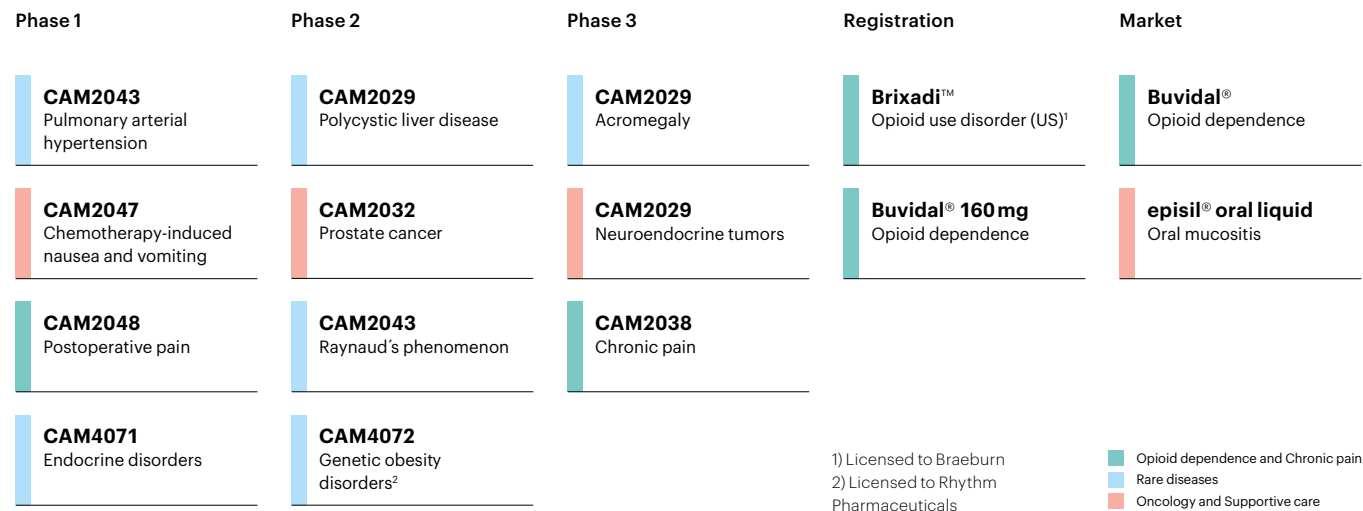 Phase 1
CAM2043
Pulmonary arterial
hypertension
CAM2047
Chemotherapy-induced
nausea and vomiting
CAM2048
Postoperative pain
CAM4071
Endocrine disorders
Phase 2
CAM2029
Polycystic liver disease
CAM2032
Prostate cancer
CAM2043
Raynaud´s phenomenon
CAM4072
Genetic obesity
disorders²
Phase 3
CAM2029
Acromegaly
CAM2029
Neuroendocrine tumors
CAM2038
Chronic pain
Registration
Brixadi™
Opioid use disorder (US)¹
Buvidal® 160 mg
Opioid dependence
Market
Buvidal®
Opioid dependence
episil® oral liquid
Oral mucositis
1) Licensed to Braeburn
2) Licensed to Rhythm
Pharmaceuticals
Opioid dependence and Chronic pain
Rare diseases
Oncology and Supportive care